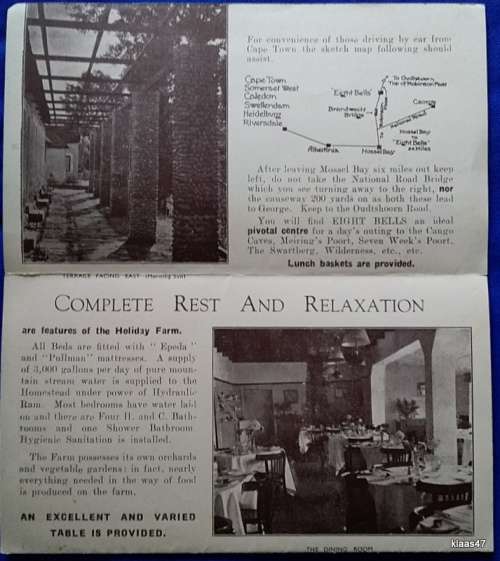 For convenience of those driving by car from
Cape Town the sketch map following should
assist.
Cape Town
Somerset West
Caledon
Swellendam
Heidelburg
Riversdale
Albertinia
Mossel Bay
"Eight Bells"
Brandwacht
Bridge
To Oudtshoorn
Top of Robinson Pass
George
National Road
Mossel Bay
to
"Eight Bells"
After leaving Mossel Bay six miles out keep
left, do not take the National Road Bridge
which you see turning away to the right, nor
the causeway 200 yards on as both these lead
to George. Keep to the Oudtshoorn Road.
You will find EIGHT BELLS an ideal
pivotal centre for a day's outing to the Cango
Caves, Meiring's Poort, Seven Week's Poort,
The Swartberg, Wilderness, etc., etc.
Lunch baskets are provided.
TERRACE FACING EAST (Morning Sun)
COMPLETE REST AND RELAXATION
are features of the Holiday Farm.
All Beds are fitted with "Epeda"
and "Pullman" mattresses. A supply
of 3,000 gallons per day of pure moun-
tain stream water is supplied to the
Homestead under power of Hydraulic
Ram. Most bedrooms have water laid
on and there are Four H. and C. Bath-
rooms and one Shower Bathroom.
Hygienic Sanitation is installed.
The Farm possesses its own orchards
and vegetable gardens: in fact, nearly
everything needed in the way of food
is produced on the farm.
AN EXCELLENT AND VARIED
TABLE IS PROVIDED.
THE DINING ROOM
klaas47